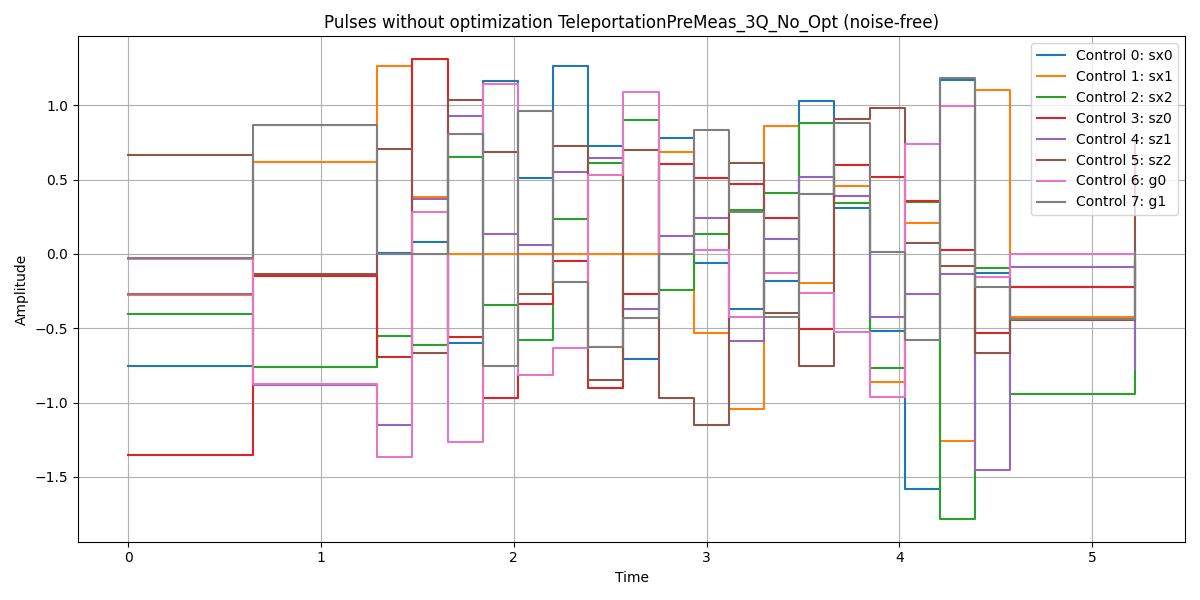 Pulses without optimization TeleportationPreMeas_3Q_No_Opt (noise-free)
Amplitude
1.0
0.5
0.0
−0.5
−1.0
−1.5
Control 0: sx0
Control 1: sx1
Control 2: sx2
Control 3: sz0
Control 4: sz1
Control 5: sz2
Control 6: g0
Control 7: g1
0
1
2
3
4
5
Time